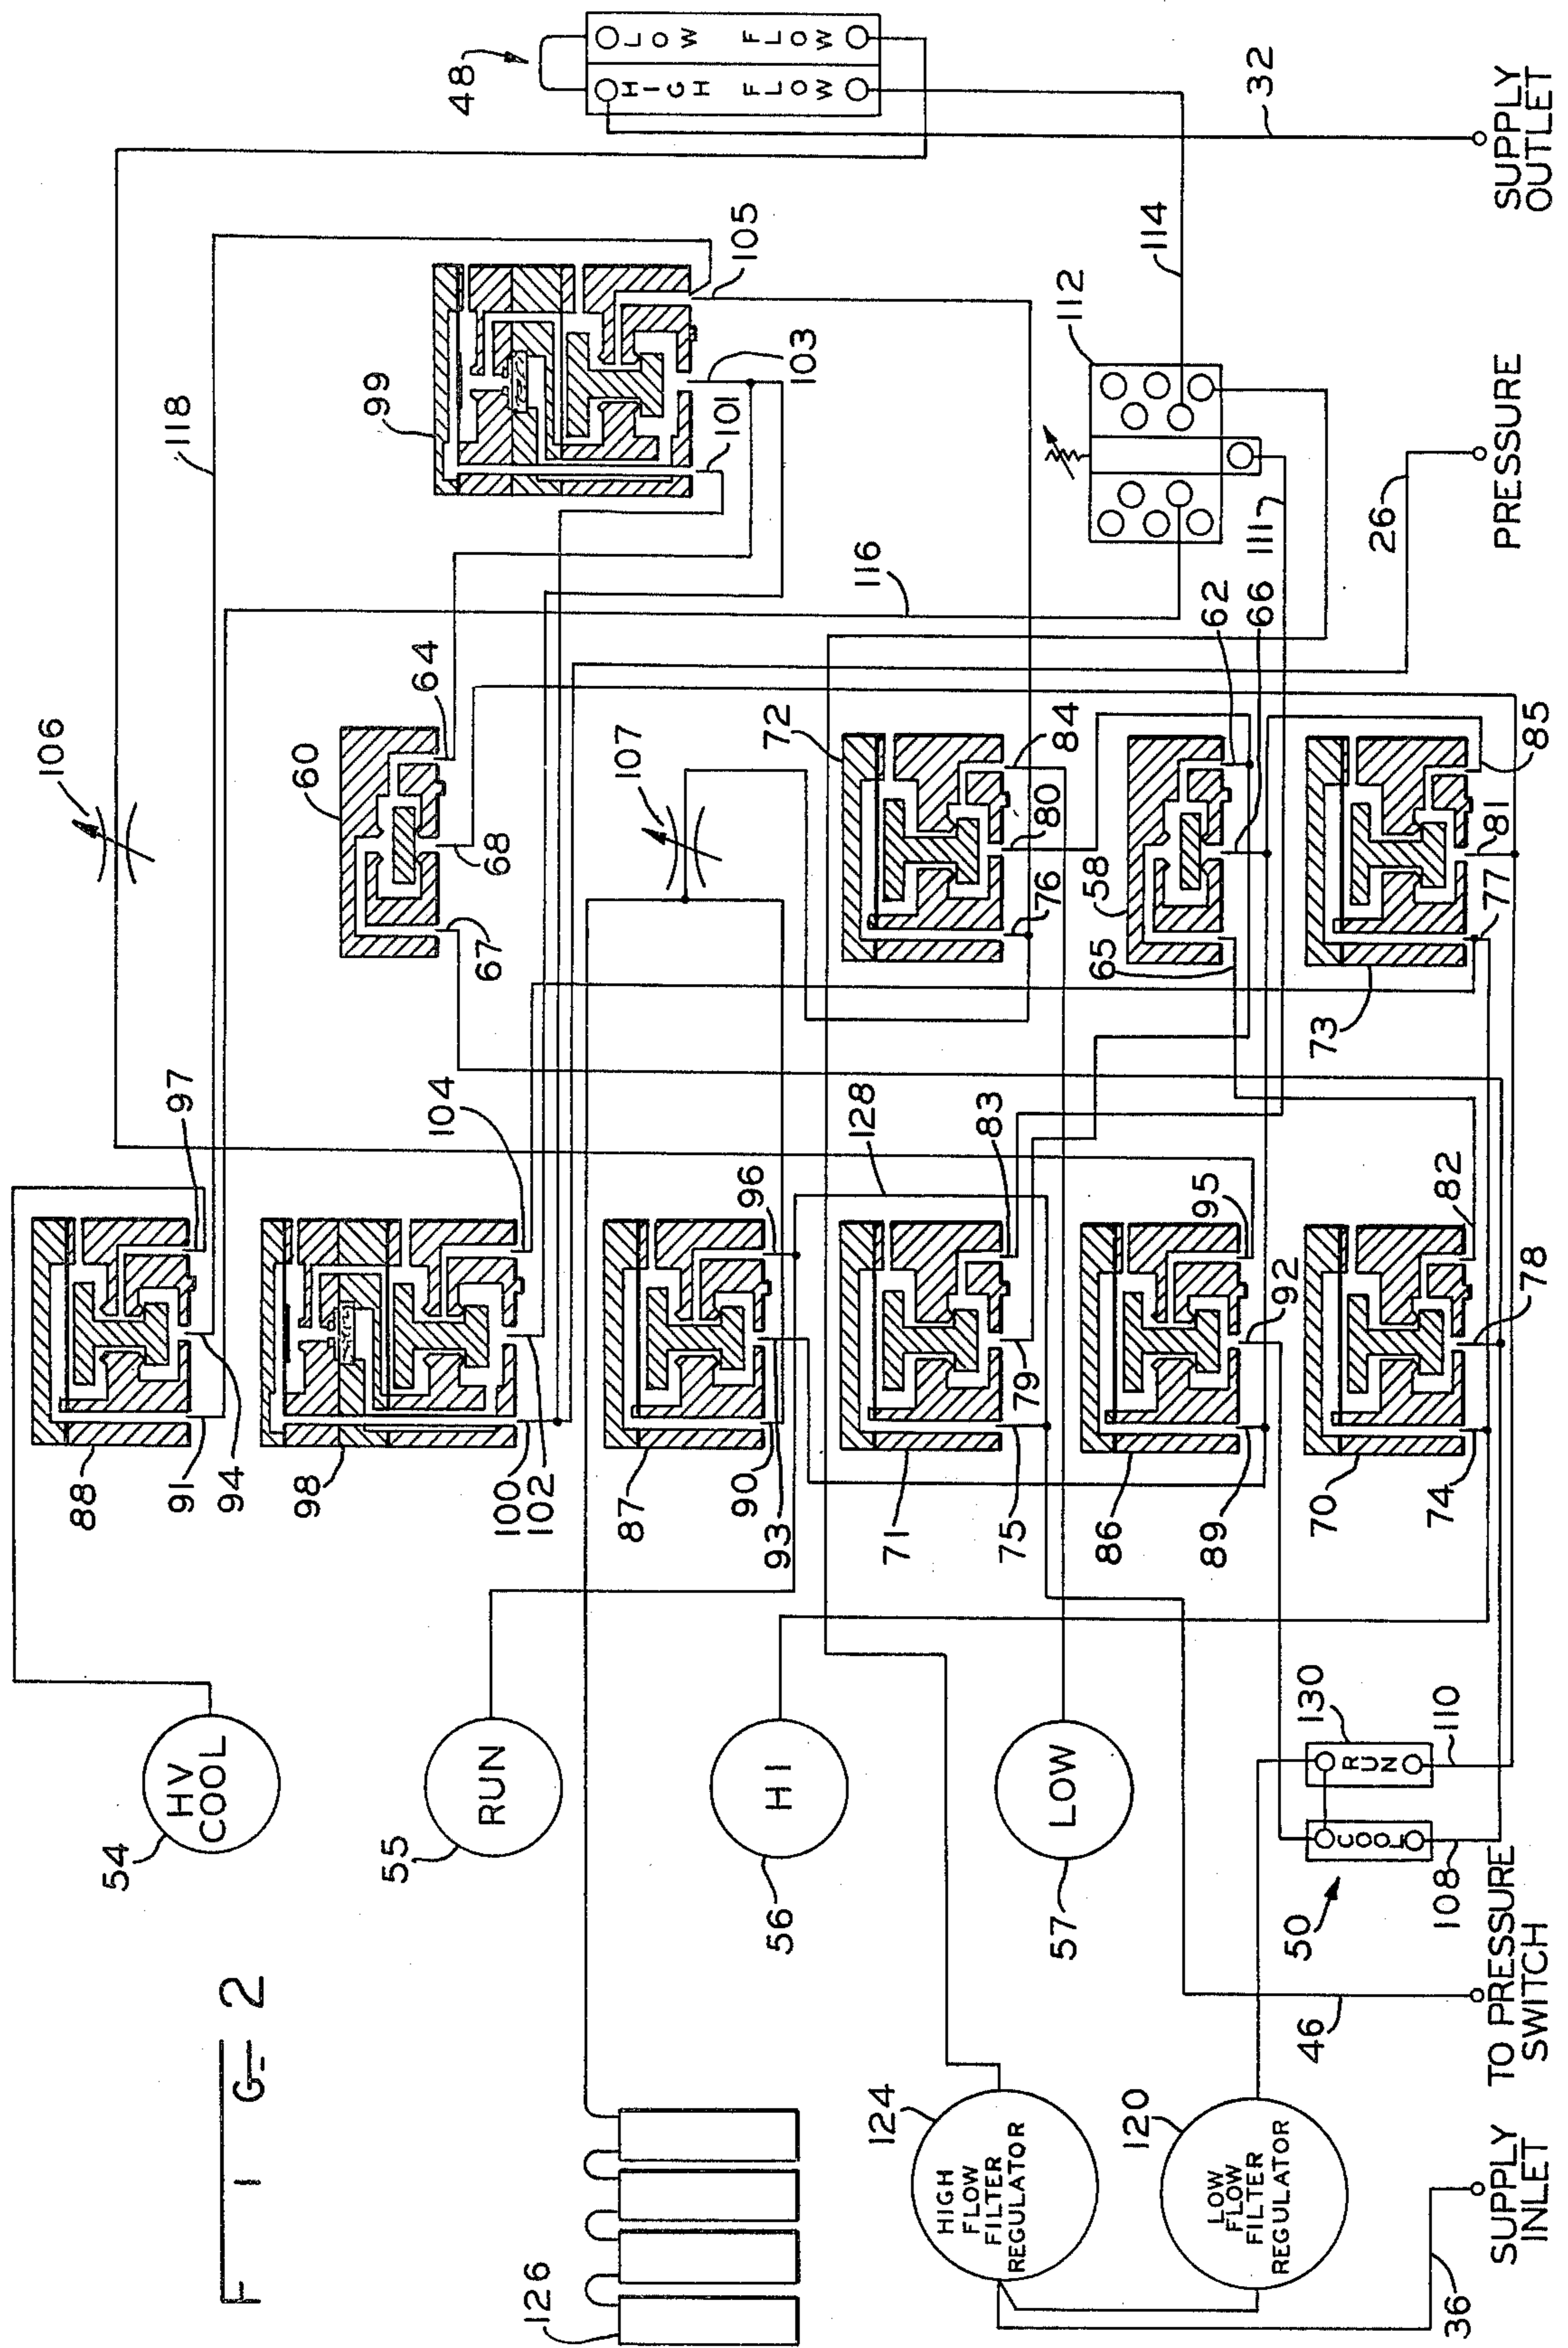 FIG-2
106
118
48
HIGH FLOW
LOW FLOW
99
105
103
101
32
SUPPLY
OUTLET
114
112
111
26
PRESSURE
116
60
64
68
67
107
72
84
80
76
58
62
66
65
85
81
77
73
97
88
91
94
104
98
100
102
96
87
90
93
128
83
71
79
75
95
86
92
89
82
70
74
78
HV
COOL
54
RUN
55
HI
56
LOW
57
130
RUN
COOL
110
108
50
TO PRESSURE
SWITCH
46
126
124
HIGH
FLOW
FILTER
REGULATOR
120
LOW
FLOW
FILTER
REGULATOR
36
SUPPLY
INLET